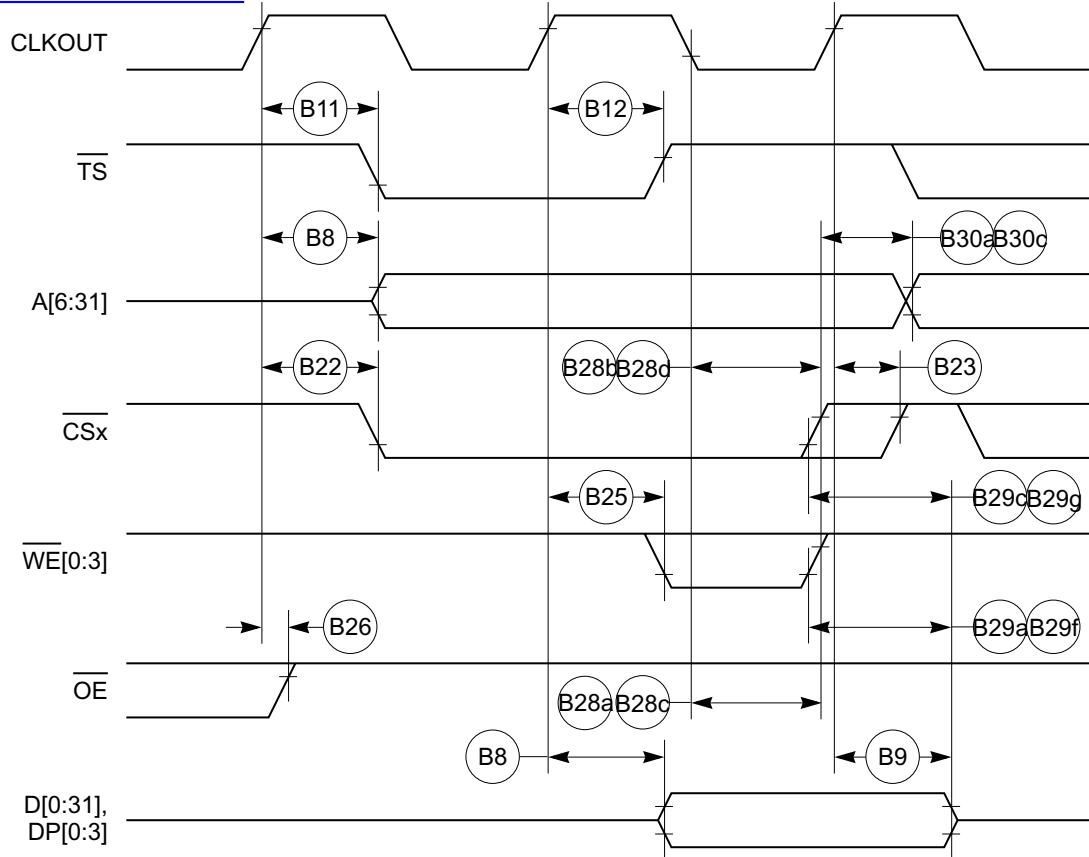 CLKOUT
B11
B12
TS
B8
B30a B30c
A[6:31]
B22
B28b B28d
B23
CSx
B25
B29c B29g
WE[0:3]
B26
B29a B29f
OE
B28a B28c
B8
B9
D[0:31],
DP[0:3]